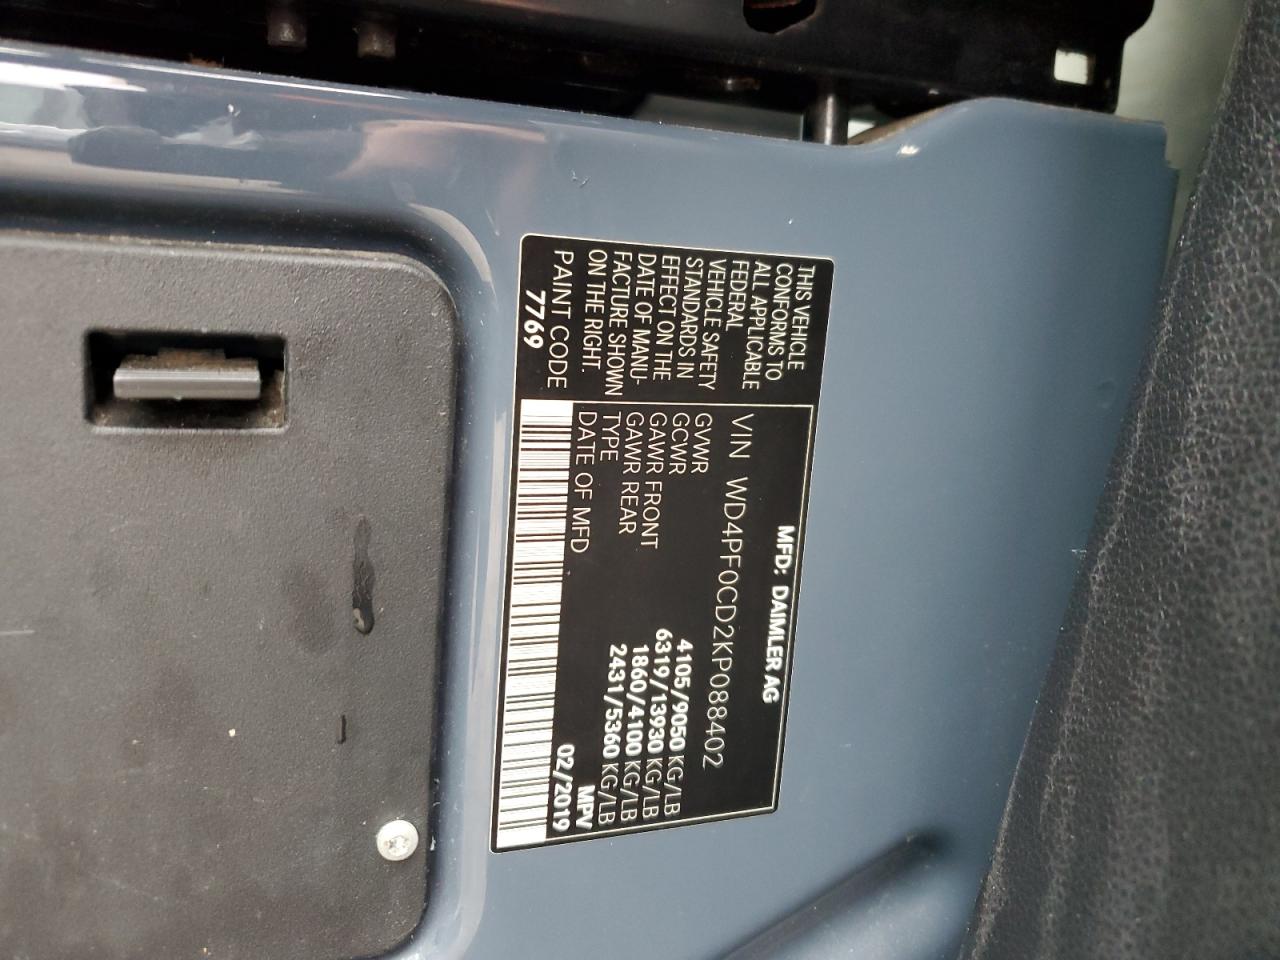 THIS VEHICLE
CONFORMS TO
ALL APPLICABLE
FEDERAL
VEHICLE SAFETY
STANDARDS IN
EFFECT ON THE
DATE OF MANU-
FACTURE SHOWN
ON THE RIGHT.
PAINT CODE
7769
MFD: DAIMLER AG
VIN WD4PF0CD2KP088402
GVWR 4105/9050 KG/LB
GCWR 6319/13930 KG/LB
GAWR FRONT 1860/4100 KG/LB
GAWR REAR 2431/5360 KG/LB
TYPE MPV
DATE OF MFD 02/2019